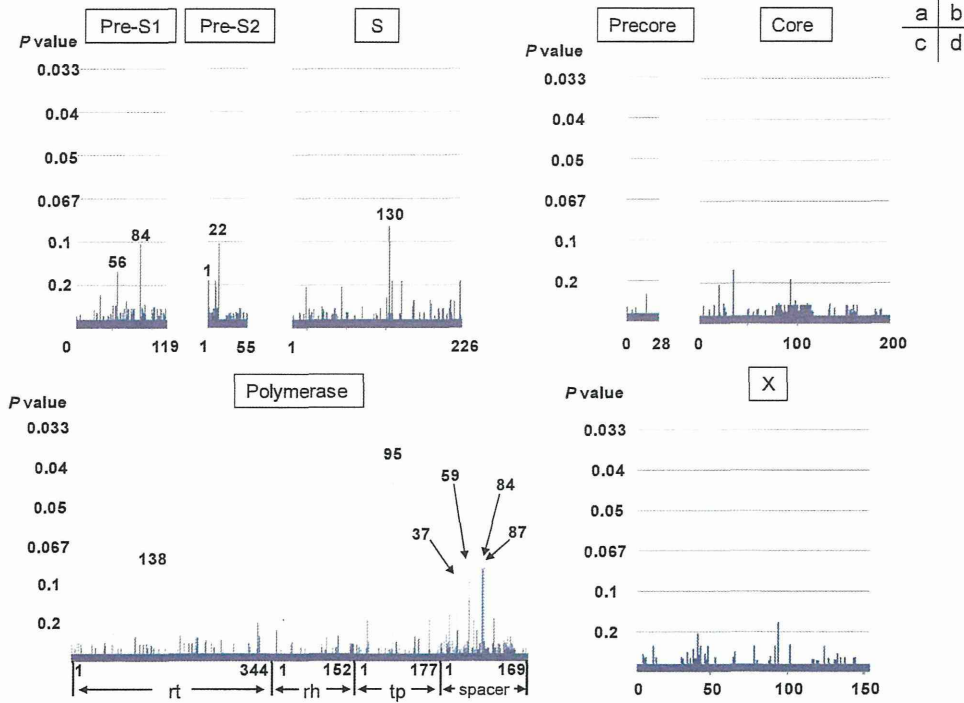 Pre-S1 Pre-S2 S
P value
0.033
0.04
0.05
0.067
0.1
0.2
56
84
1
22
130
0 119 1 55 1 226
Precore Core
0.033
0.04
0.05
0.067
0.1
0.2
0 28 0 100 200
a b
c d
Polymerase
P value
0.033
0.04
0.05
0.067
0.1
0.2
138
95
59
84
37
87
1 344 1 152 1 177 1 169
rt rh tp spacer
X
P value
0.033
0.04
0.05
0.067
0.1
0.2
0 50 100 150